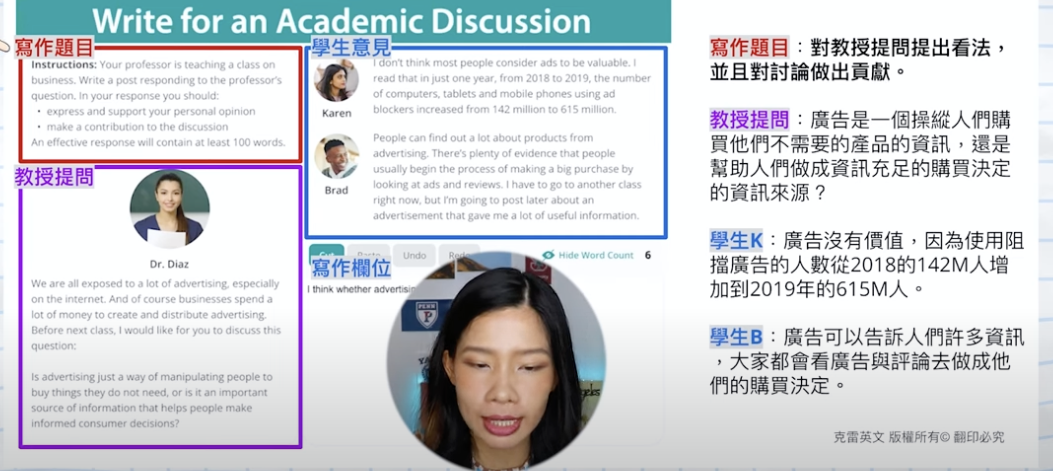 Write for an Academic Discussion
寫作題目
Instructions: Your professor is teaching a class on
business. Write a post responding to the professor's
question. In your response you should:
• express and support your personal opinion
• make a contribution to the discussion
An effective response will contain at least 100 words.
教授提問
Dr. Diaz
We are all exposed to a lot of advertising, especially
on the internet. And of course businesses spend a
lot of money to create and distribute advertising.
Before next class, I would like for you to discuss this
question:
Is advertising just a way of manipulating people to
buy things they do not need, or is it an important
source of information that helps people make
informed consumer decisions?
學生意見
I don't think most people consider ads to be valuable. I
read that in just one year, from 2018 to 2019, the number
of computers, tablets and mobile phones using ad
blockers increased from 142 million to 615 million.
Karen
People can find out a lot about products from
advertising. There's plenty of evidence that people
usually begin the process of making a big purchase by
looking at ads and reviews. I have to go to another class
right now, but I'm going to post later about an
advertisement that gave me a lot of useful information.
Brad
Undo
Hide Word Count 6
寫作欄位
I think whether
PENN
寫作題目：對教授提問提出看法，
並且對討論做出貢獻。
教授提問：廣告是一個操縱人們購
買他們不需要的產品的資訊，還是
幫助人們做成資訊充足的購買決定
的資訊來源？
學生K：廣告沒有價值，因為使用阻
擋廣告的人數從2018的142M人增
加到2019年的615M人。
學生B：廣告可以告訴人們許多資訊
，大家都會看廣告與評論去做成他
們的購買決定。
克雷英文 版權所有© 翻印必究